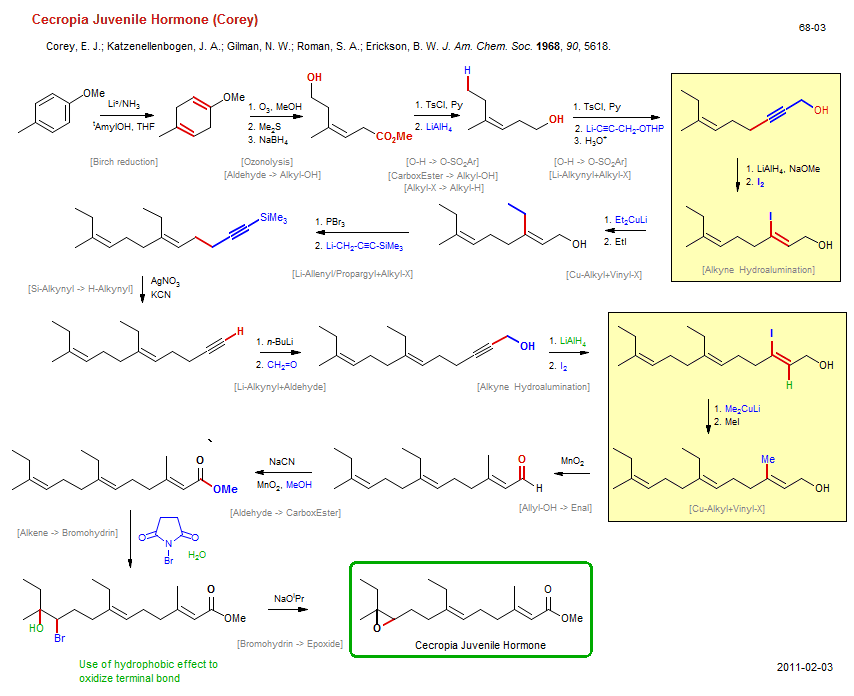 Cecropia Juvenile Hormone (Corey)
68-03
Corey, E. J.; Katzenellenbogen, J. A.; Gilman, N. W.; Roman, S. A.; Erickson, B. W. J. Am. Chem. Soc. 1968, 90, 5618.
OMe
Li°/NH₃
ᵗAmylOH, THF
[Birch reduction]
OMe
1. O₃, MeOH
2. Me₂S
3. NaBH₄
[Ozonolysis]
[Aldehyde -> Alkyl-OH]
OH
CO₂Me
1. TsCl, Py
2. LiAlH₄
[O-H -> O-SO₂Ar]
[CarboxEster -> Alkyl-OH]
[Alkyl-X -> Alkyl-H]
H
OH
1. TsCl, Py
2. Li-C≡C-CH₂-OTHP
3. H₃O⁺
[O-H -> O-SO₂Ar]
[Li-Alkynyl+Alkyl-X]
OH
1. LiAlH₄, NaOMe
2. I₂
I
OH
[Alkyne Hydroalumination]
1. Et₂CuLi
2. EtI
[Cu-Alkyl+Vinyl-X]
OH
1. PBr₃
2. Li-CH₂-C≡C-SiMe₃
[Li-Allenyl/Propargyl+Alkyl-X]
SiMe₃
[Si-Alkynyl -> H-Alkynyl]
AgNO₃
KCN
H
1. n-BuLi
2. CH₂=O
[Li-Alkynyl+Aldehyde]
OH
1. LiAlH₄
2. I₂
[Alkyne Hydroalumination]
I
OH
H
1. Me₂CuLi
2. MeI
Me
OH
[Cu-Alkyl+Vinyl-X]
MnO₂
[Allyl-OH -> Enal]
O
H
NaCN
MnO₂, MeOH
[Aldehyde -> CarboxEster]
O
OMe
[Alkene -> Bromohydrin]
O
N
O
Br
H₂O
HO
Br
O
OMe
Use of hydrophobic effect to
oxidize terminal bond
NaOⁱPr
[Bromohydrin -> Epoxide]
O
O
OMe
Cecropia Juvenile Hormone
2011-02-03